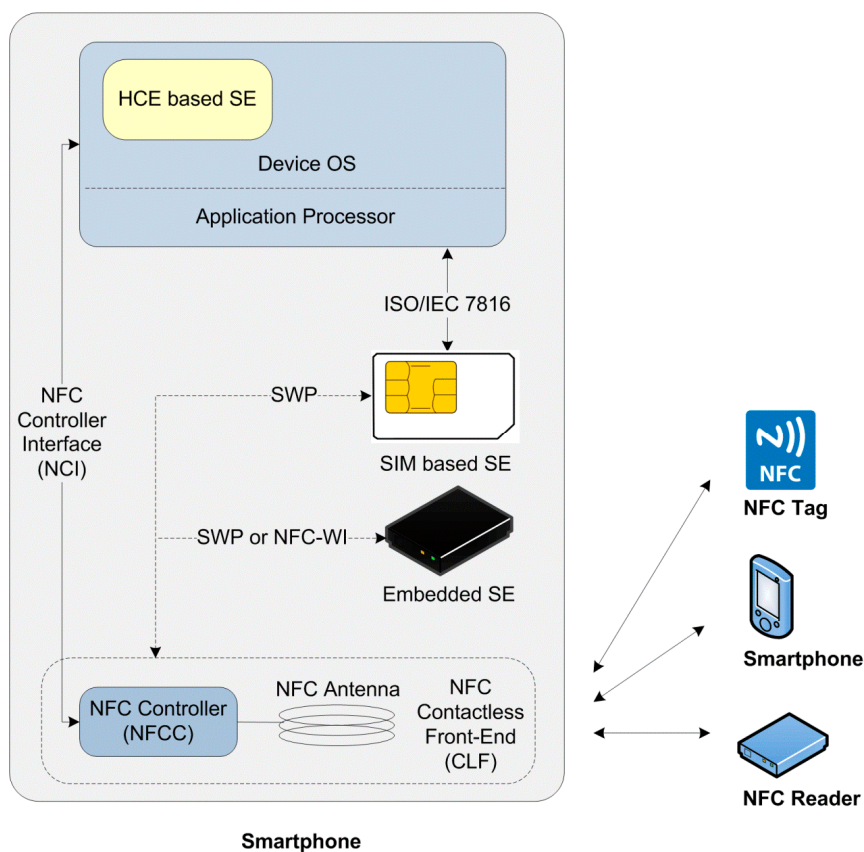 HCE based SE
Device OS
Application Processor
ISO/IEC 7816
NFC
Controller
Interface
(NCI)
SWP
SIM based SE
SWP or NFC-WI
Embedded SE
NFC Controller
(NFCC)
NFC Antenna
NFC
Contactless
Front-End
(CLF)
Smartphone
NFC
NFC Tag
Smartphone
NFC Reader